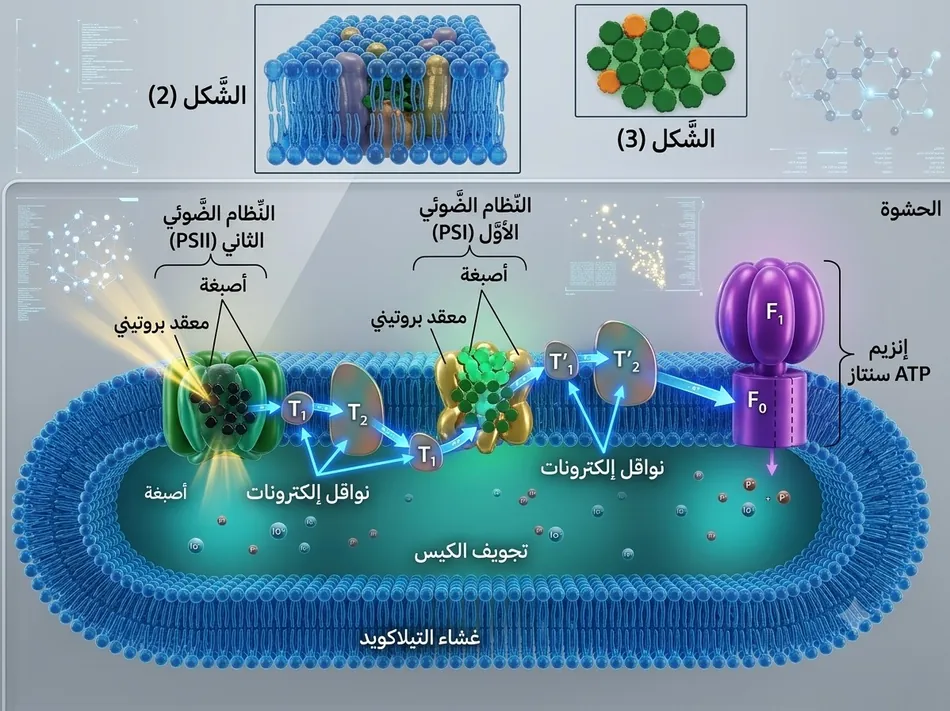 الشَّكل (2)
الشَّكل (3)
الحشوة
النِّظام الضَّوئي
الثاني (PSII)
أصبغة
معقد بروتيني
النّظام الضَّوئي
الأوَّل (PSI)
أصبغة
معقد بروتيني
T₁
T₂
T₁
T′₁
T′₂
F₁
F₀
إنزيم
ATP سنتاز
نواقل إلكترونات
نواقل إلكترونات
أصبغة
تجويف الكيس
غشاء التيلاكويد